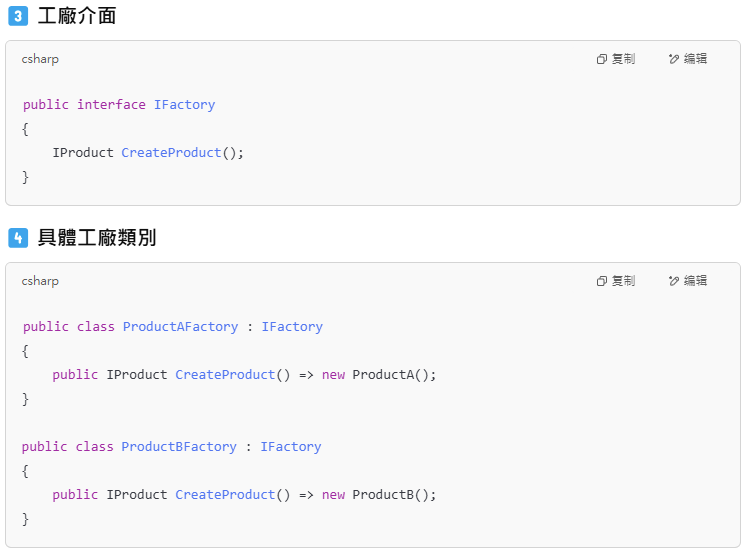 3 工廠介面
csharp 复制 编辑
public interface IFactory
{
    IProduct CreateProduct();
}
4 具體工廠類別
csharp 复制 编辑
public class ProductAFactory : IFactory
{
    public IProduct CreateProduct() => new ProductA();
}
public class ProductBFactory : IFactory
{
    public IProduct CreateProduct() => new ProductB();
}